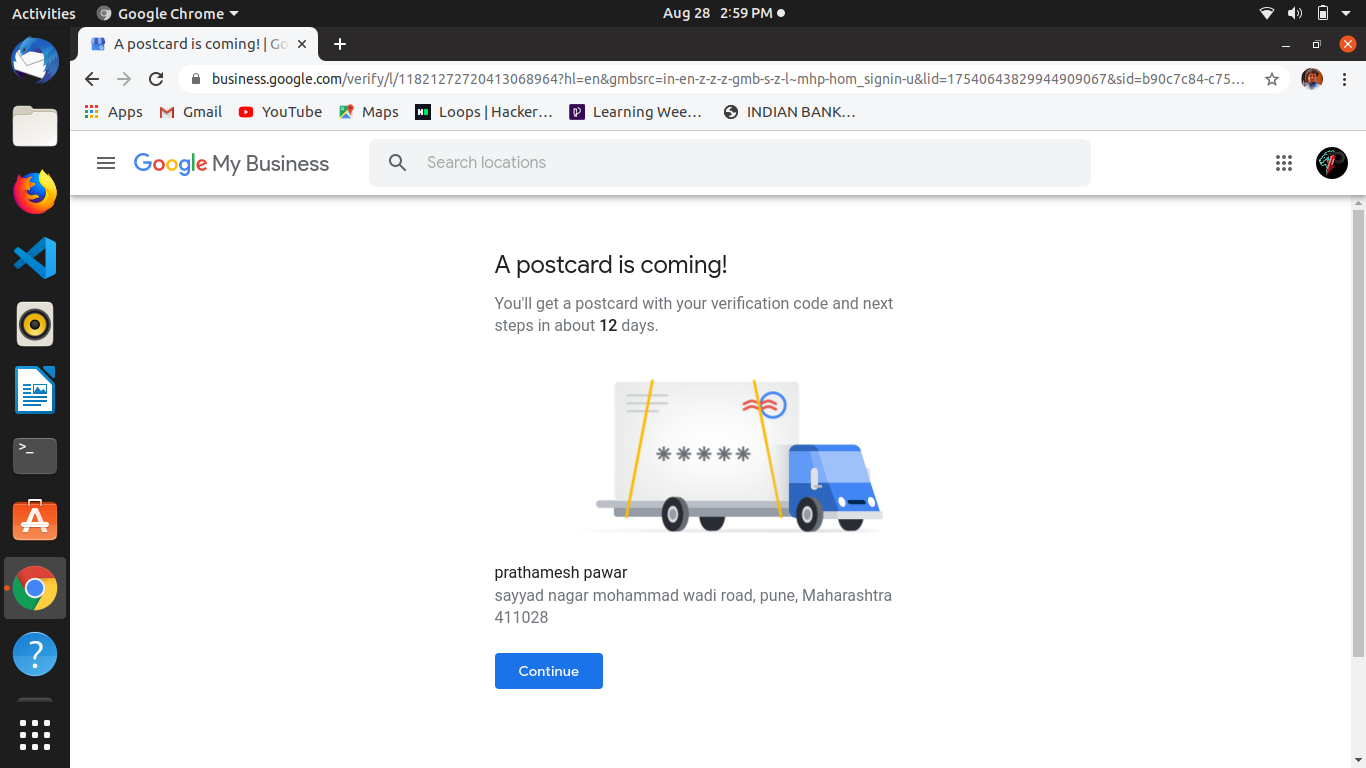 Activities
Google Chrome
Aug 28 2:59 PM
A postcard is coming! | Go
business.google.com/verify/l/11821272720413068964?hl=en&gmbsrc=in-en-z-z-z-gmb-s-z-l~mhp-hom_signin-u&lid=17540643829944909067&sid=b90c7c84-c75...
Apps
Gmail
YouTube
Maps
Loops | Hacker...
Learning Wee...
INDIAN BANK...
Google My Business
Search locations
A postcard is coming!
You'll get a postcard with your verification code and next
steps in about 12 days.
*****
prathamesh pawar
sayyad nagar mohammad wadi road, pune, Maharashtra
411028
Continue